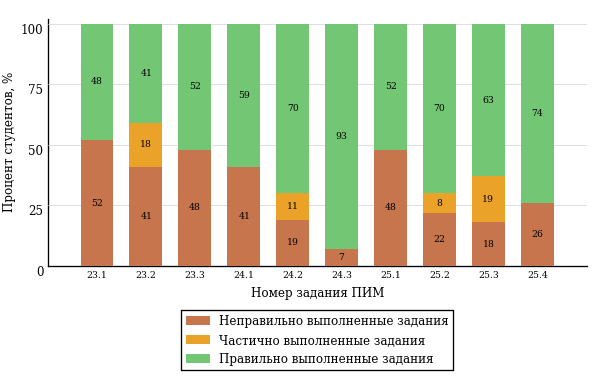 Процент студентов, %
100
75
50
25
0
48 41 52 59 70 93 52 70 63 74
18 11 8 19
52 41 48 41 19 7 48 22 18 26
23.1 23.2 23.3 24.1 24.2 24.3 25.1 25.2 25.3 25.4
Номер задания ПИМ
Неправильно выполненные задания
Частично выполненные задания
Правильно выполненные задания